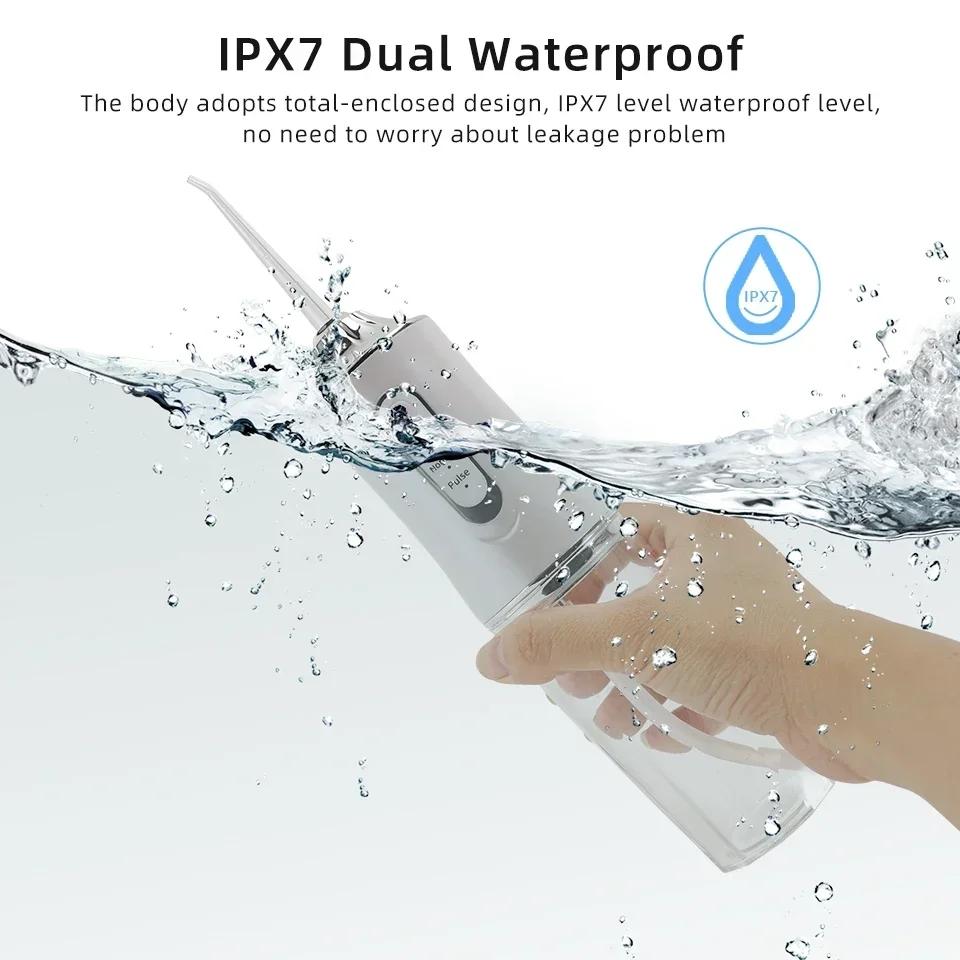 IPX7 Dual Waterproof
The body adopts total-enclosed design, IPX7 level waterproof level,
no need to worry about leakage problem
IPX7
Pulse